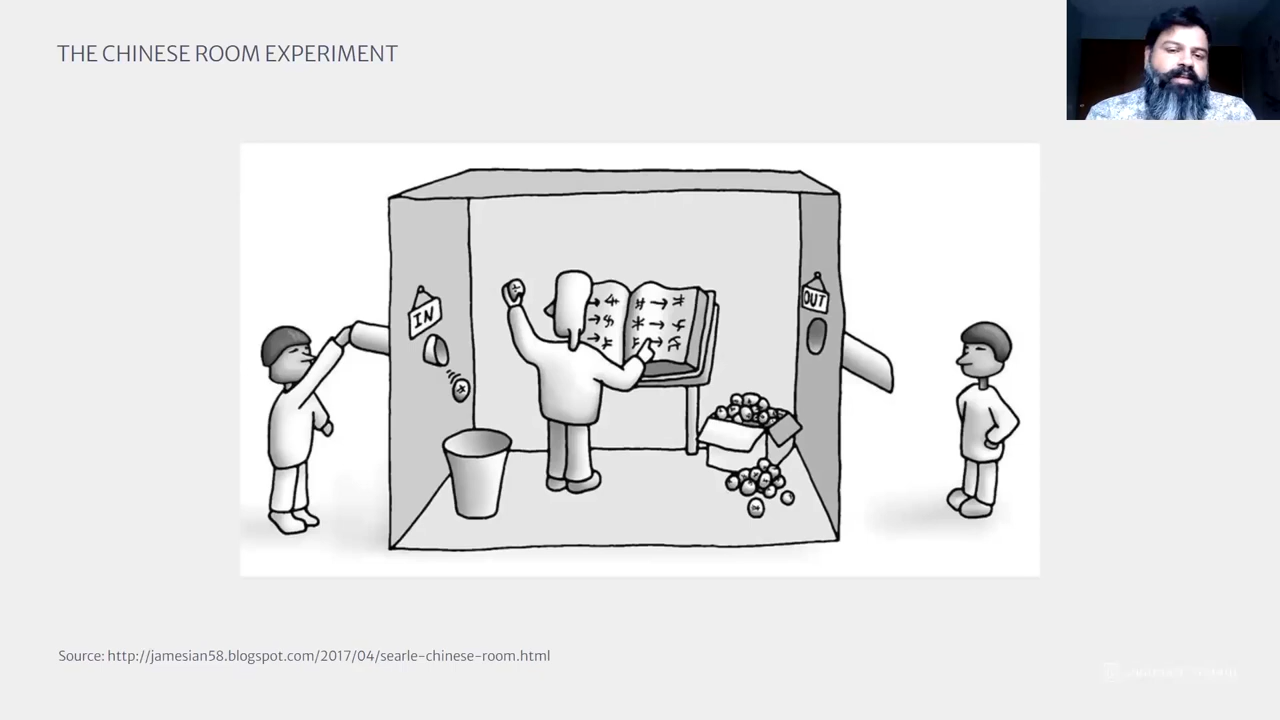 THE CHINESE ROOM EXPERIMENT
IN
OUT
Source: http://jamesian58.blogspot.com/2017/04/searle-chinese-room.html